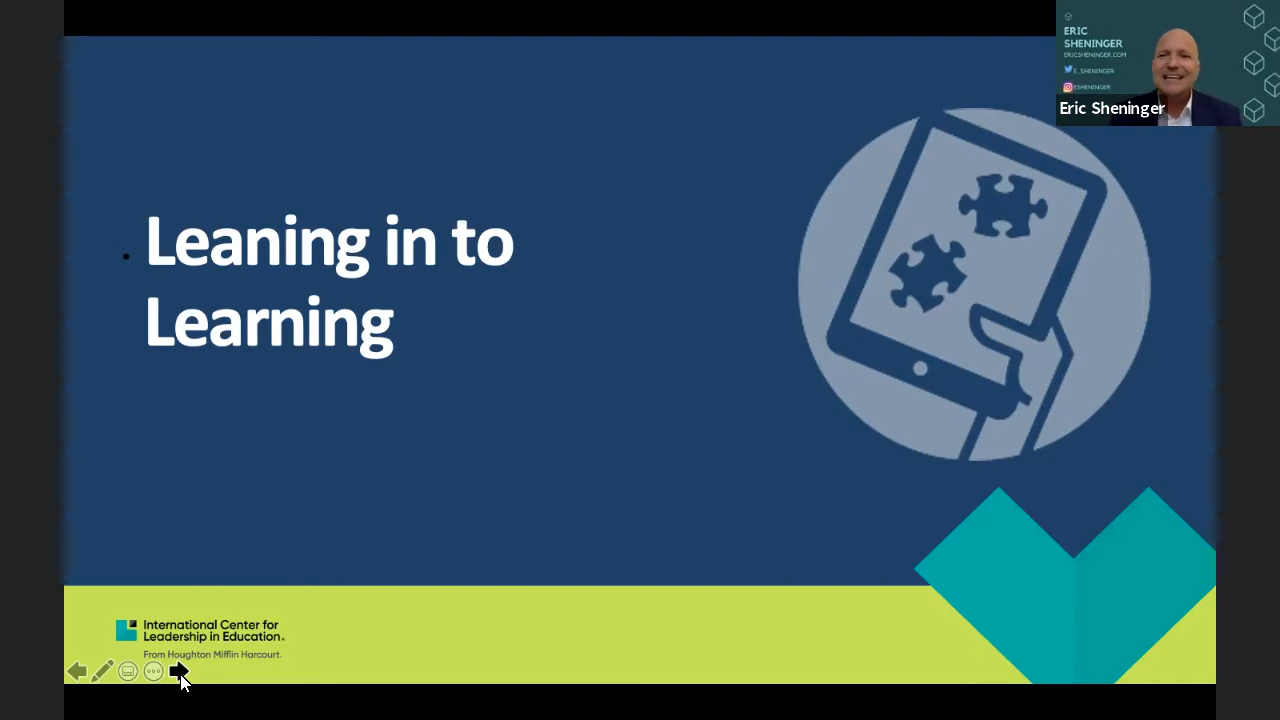 ERIC
SHENINGER
ERICSHENINGER.COM
E_SHENINGER
ESHENINGER
Eric Sheninger
Leaning in to
Learning
International Center for
Leadership in Education.
From Houghton Mifflin Harcourt.